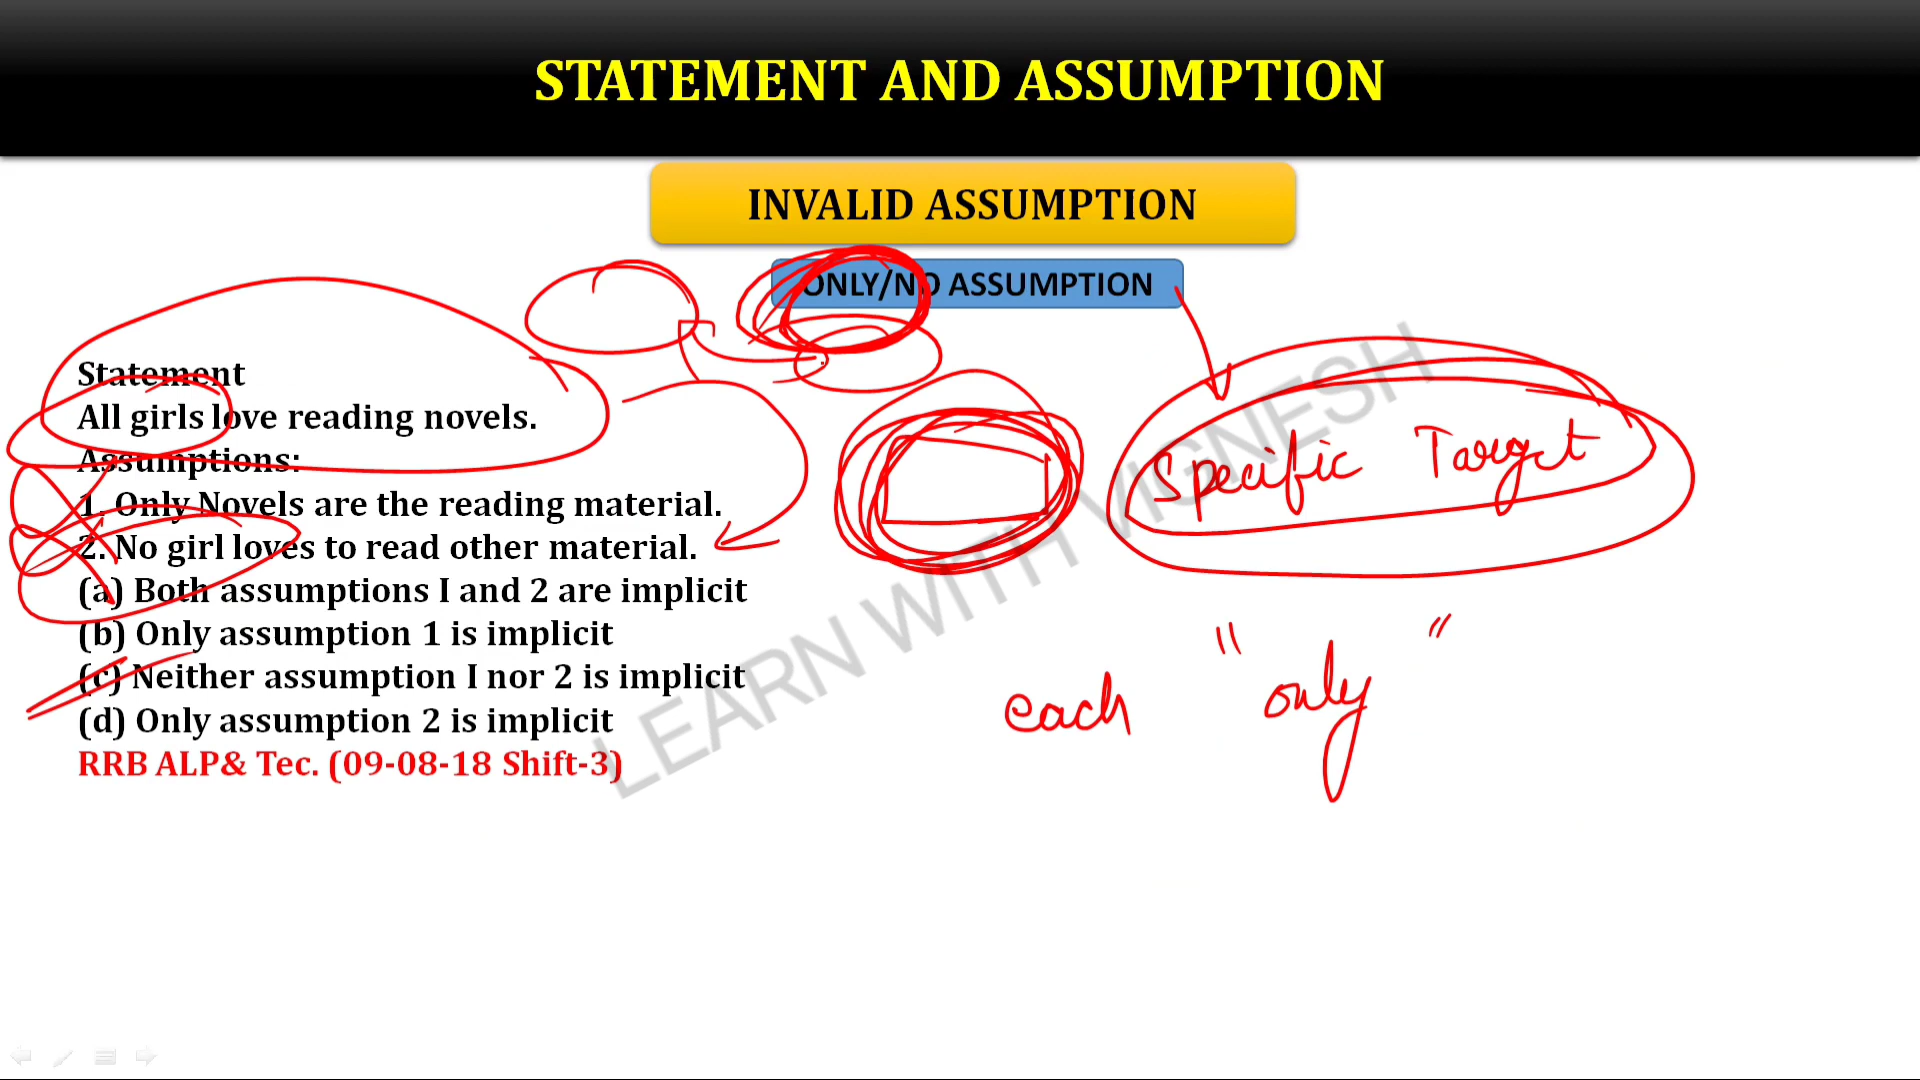 STATEMENT AND ASSUMPTION
INVALID ASSUMPTION
ONLY/NO ASSUMPTION
Statement
All girls love reading novels.
Assumptions:
1. Only Novels are the reading material.
2. No girl loves to read other material.
(a) Both assumptions I and 2 are implicit
(b) Only assumption 1 is implicit
(c) Neither assumption I nor 2 is implicit
(d) Only assumption 2 is implicit
RRB ALP& Tec. (09-08-18 Shift-3)
Specific Target
each "only"
LEARN WITH VIGNESH